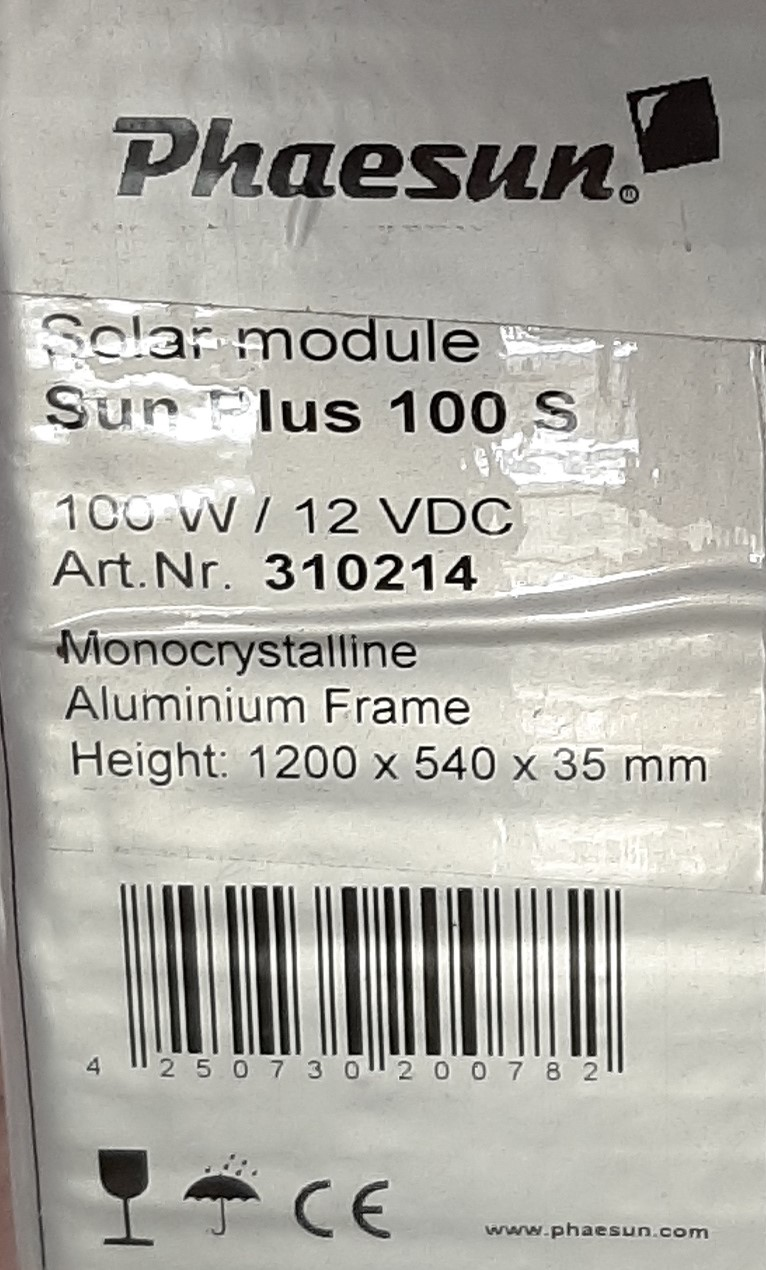 Phaesun®
Solar module
Sun Plus 100 S
100 W / 12 VDC
Art.Nr. 310214
Monocrystalline
Aluminium Frame
Height: 1200 x 540 x 35 mm
4 250730 200782
CE
www.phaesun.com